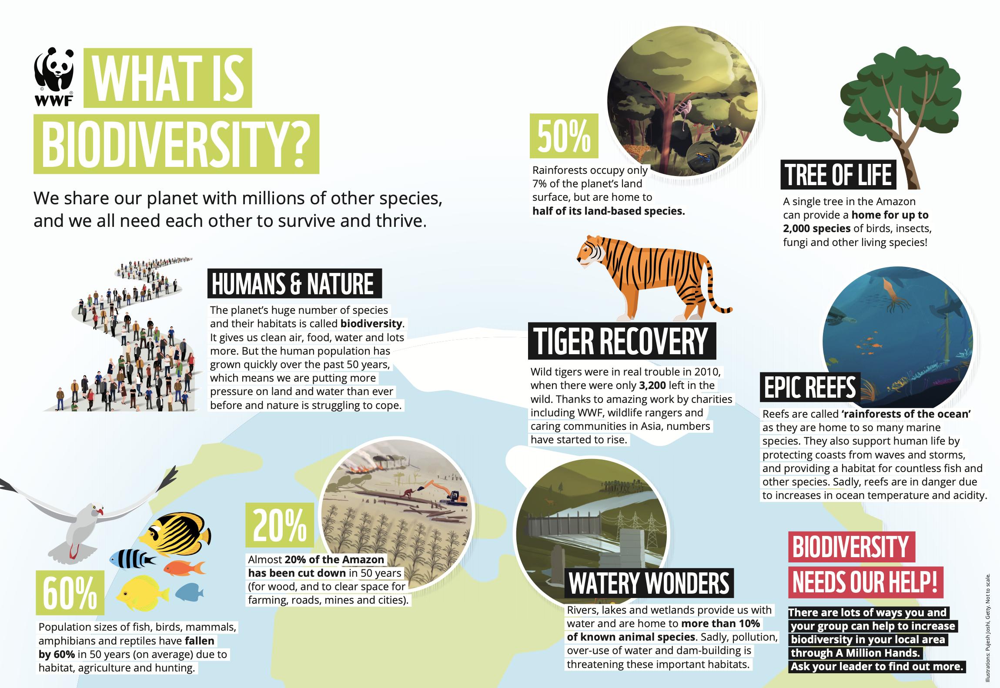 WWF
WHAT IS
BIODIVERSITY?
We share our planet with millions of other species,
and we all need each other to survive and thrive.
HUMANS & NATURE
The planet's huge number of species
and their habitats is called biodiversity.
It gives us clean air, food, water and lots
more. But the human population has
grown quickly over the past 50 years,
which means we are putting more
pressure on land and water than ever
before and nature is struggling to cope.
60%
Population sizes of fish, birds, mammals,
amphibians and reptiles have fallen
by 60% in 50 years (on average) due to
habitat, agriculture and hunting.
20%
Almost 20% of the Amazon
has been cut down in 50 years
(for wood, and to clear space for
farming, roads, mines and cities).
50%
Rainforests occupy only
7% of the planet's land
surface, but are home to
half of its land-based species.
TREE OF LIFE
A single tree in the Amazon
can provide a home for up to
2,000 species of birds, insects,
fungi and other living species!
TIGER RECOVERY
Wild tigers were in real trouble in 2010,
when there were only 3,200 left in the
wild. Thanks to amazing work by charities
including WWF, wildlife rangers and
caring communities in Asia, numbers
have started to rise.
EPIC REEFS
Reefs are called 'rainforests of the ocean'
as they are home to so many marine
species. They also support human life by
protecting coasts from waves and storms,
and providing a habitat for countless fish and
other species. Sadly, reefs are in danger due
to increases in ocean temperature and acidity.
WATERY WONDERS
Rivers, lakes and wetlands provide us with
water and are home to more than 10%
of known animal species. Sadly, pollution,
over-use of water and dam-building is
threatening these important habitats.
BIODIVERSITY
NEEDS OUR HELP!
There are lots of ways you and
your group can help to increase
biodiversity in your local area
through A Million Hands.
Ask your leader to find out more.
Illustrations: Pujesh Joshi, Getty. Not to scale.